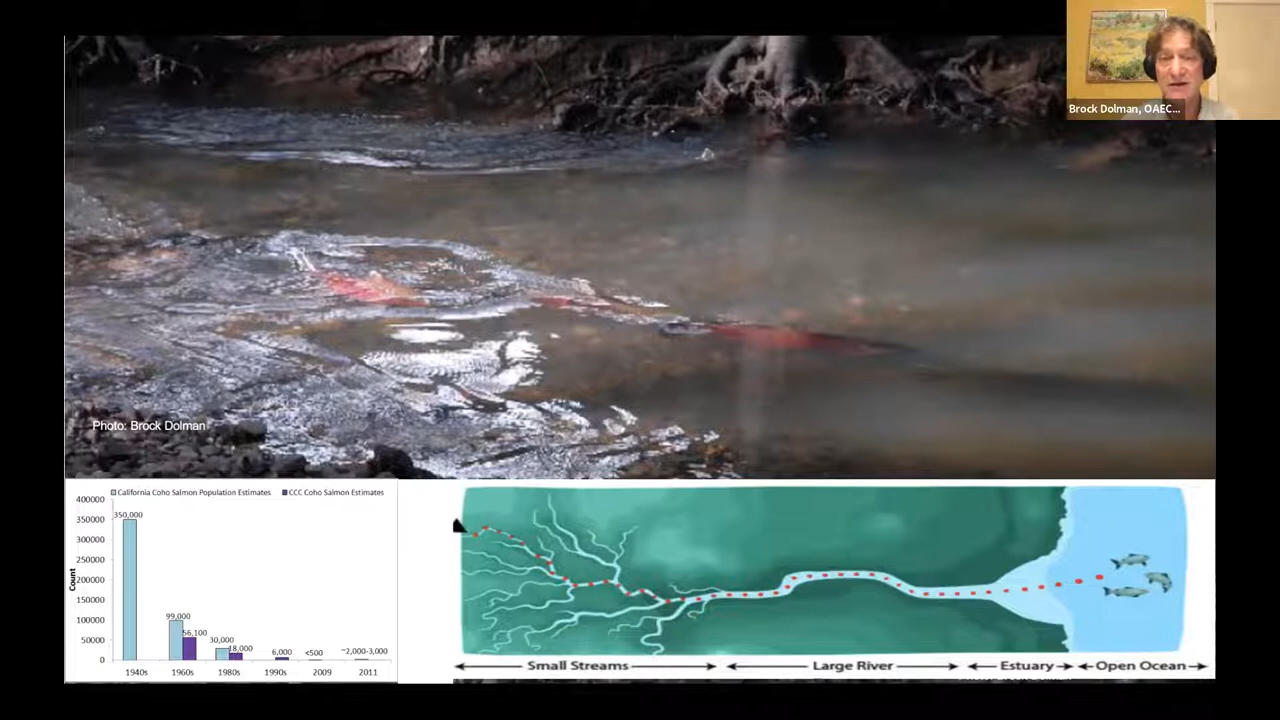 Brock Dolman, OAEC...
Photo: Brock Dolman
California Coho Salmon Population Estimates
CCC Coho Salmon Estimates
400000
350000
300000
250000
200000
150000
100000
50000
0
Count
350,000
99,000
56,100
30,000
18,000
6,000
<500
~2,000-3,000
1940s
1960s
1980s
1990s
2009
2011
Small Streams
Large River
Estuary
Open Ocean